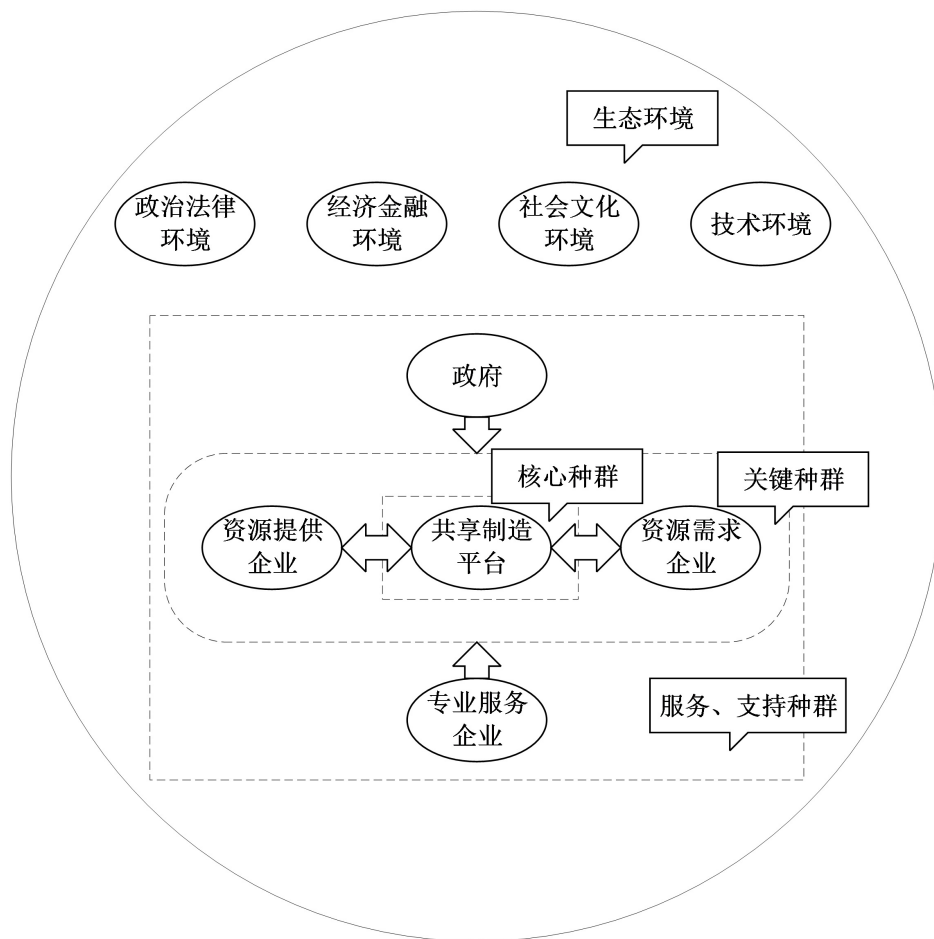 生态环境
政治法律
环境
经济金融
环境
社会文化
环境
技术环境
政府
核心种群
关键种群
资源提供
企业
共享制造
平台
资源需求
企业
专业服务
企业
服务、支持种群